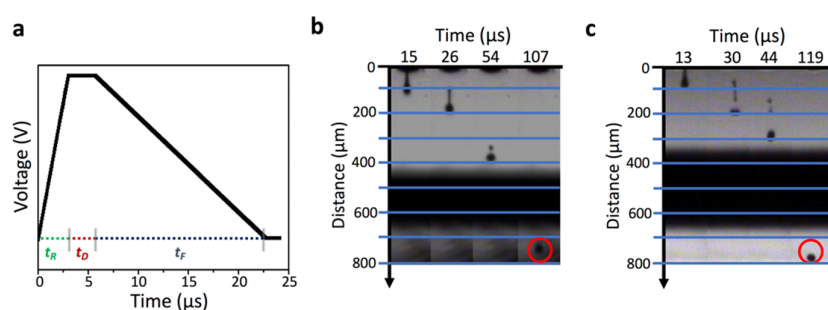 a
Voltage (V)
t_R
t_D
t_F
0 5 10 15 20 25
Time (µs)
b
Time (µs)
15 26 54 107
Distance (µm)
0
200
400
600
800
c
Time (µs)
13 30 44 119
Distance (µm)
0
200
400
600
800